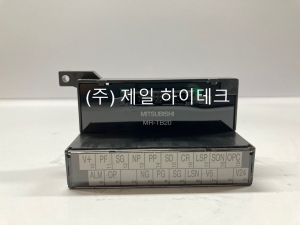 (주) 제일 하이테크
MITSUBISHI
MR-TB20
V+ PF SG NP PP SD CR LSP SON OPC
ALM OP NG PG SG LSN V5 V24